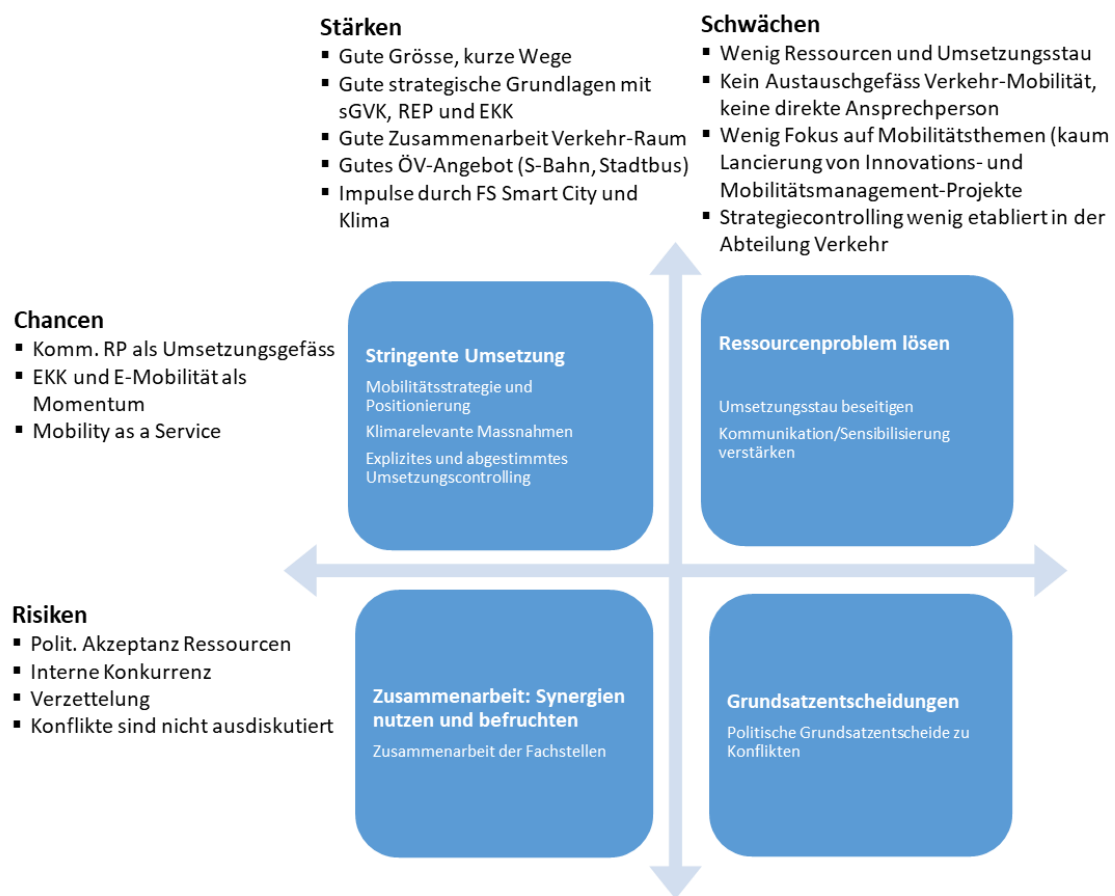 Stärken
▪ Gute Grösse, kurze Wege
▪ Gute strategische Grundlagen mit
sGVK, REP und EKK
▪ Gute Zusammenarbeit Verkehr-Raum
▪ Gutes ÖV-Angebot (S-Bahn, Stadtbus)
▪ Impulse durch FS Smart City und
Klima
Schwächen
▪ Wenig Ressourcen und Umsetzungsstau
▪ Kein Austauschgefäss Verkehr-Mobilität,
keine direkte Ansprechperson
▪ Wenig Fokus auf Mobilitätsthemen (kaum
Lancierung von Innovations- und
Mobilitätsmanagement-Projekte
▪ Strategiecontrolling wenig etabliert in der
Abteilung Verkehr
Chancen
▪ Komm. RP als Umsetzungsgefäss
▪ EKK und E-Mobilität als
Momentum
▪ Mobility as a Service
Stringente Umsetzung
Mobilitätsstrategie und
Positionierung
Klimarelevante Massnahmen
Explizites und abgestimmtes
Umsetzungscontrolling
Ressourcenproblem lösen
Umsetzungsstau beseitigen
Kommunikation/Sensibilisierung
verstärken
Risiken
▪ Polit. Akzeptanz Ressourcen
▪ Interne Konkurrenz
▪ Verzettelung
▪ Konflikte sind nicht ausdiskutiert
Zusammenarbeit: Synergien
nutzen und befruchten
Zusammenarbeit der Fachstellen
Grundsatzentscheidungen
Politische Grundsatzentscheide zu
Konflikten